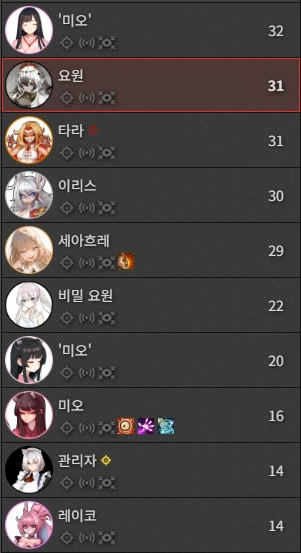 '미오' 32
요원 31
타라 31
이리스 30
세아흐레 29
비밀 요원 22
'미오' 20
미오 16
관리자 14
레이코 14